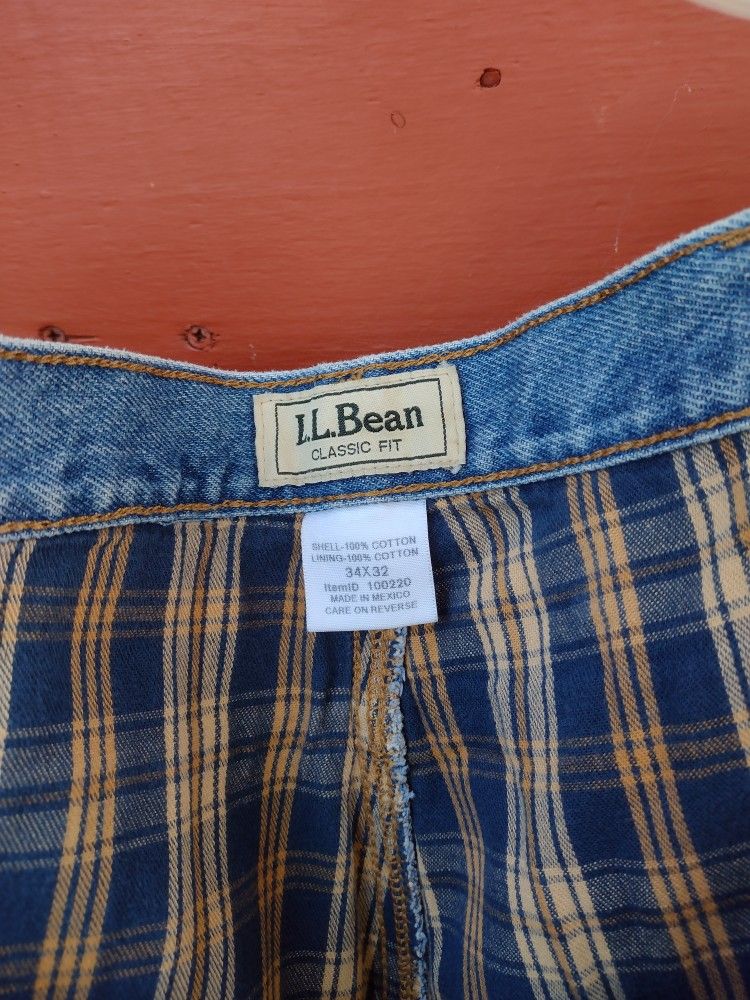 L.L.Bean
CLASSIC FIT
SHELL-100% COTTON
LINING-100% COTTON
34X32
ItemID 100220
MADE IN MEXICO
CARE ON REVERSE